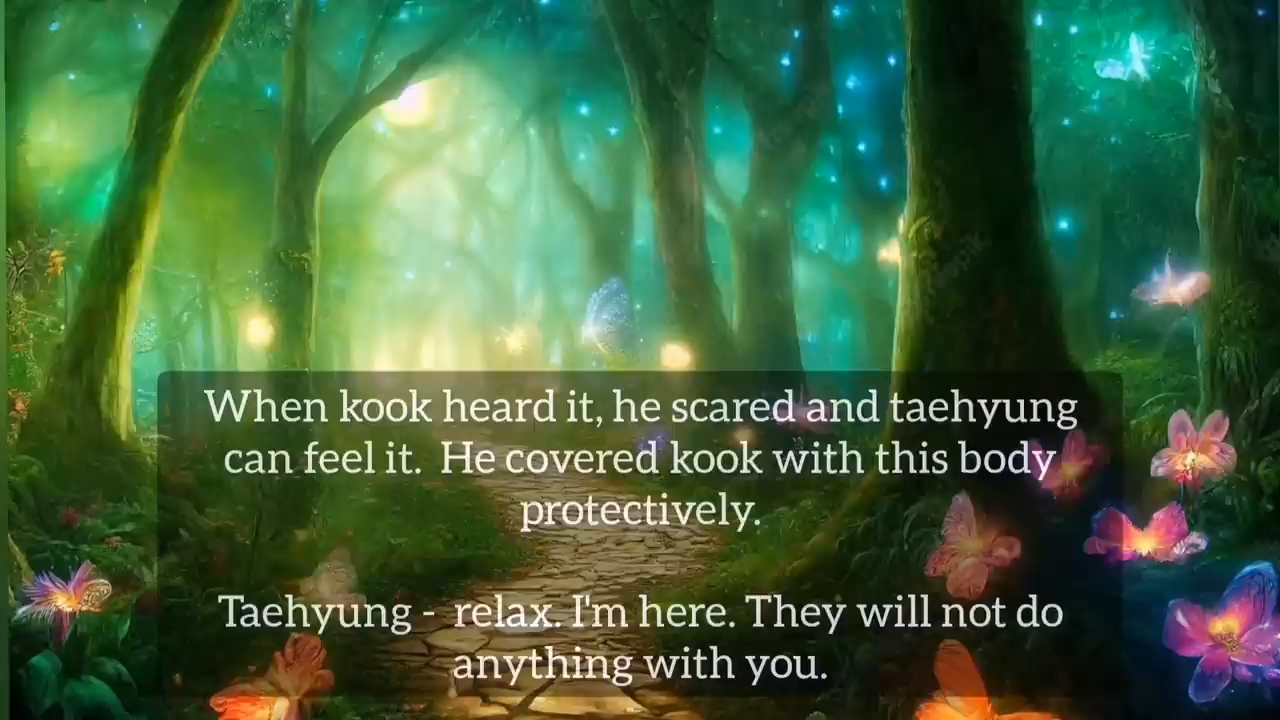 When kook heard it, he scared and taehyung
can feel it. He covered kook with this body
protectively.
Taehyung - relax. I'm here. They will not do
anything with you.